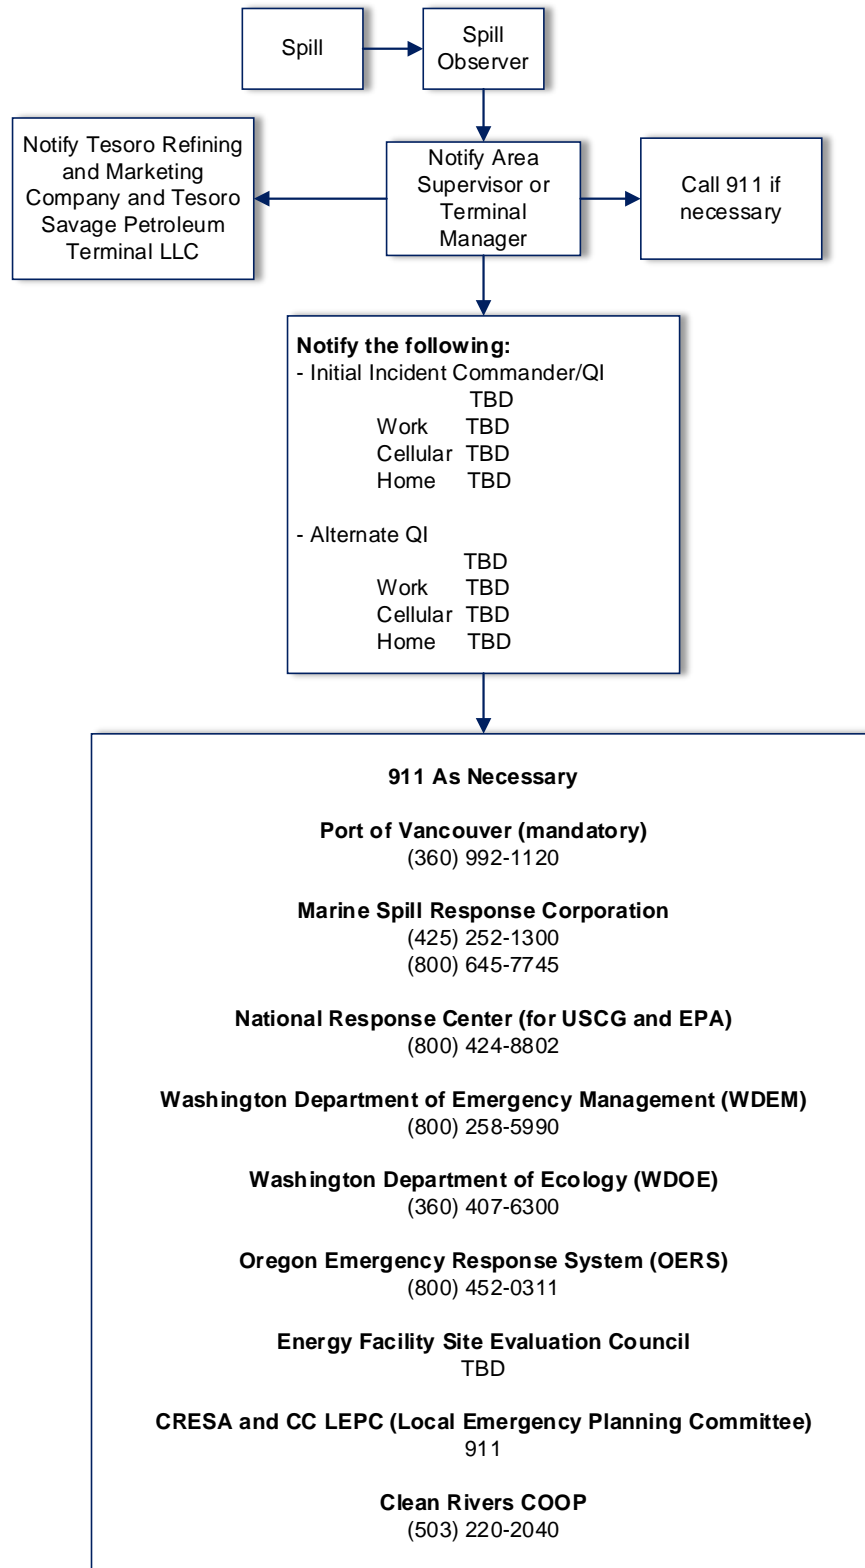 Spill
Spill
Observer
Notify Tesoro Refining
and Marketing
Company and Tesoro
Savage Petroleum
Terminal LLC
Notify Area
Supervisor or
Terminal
Manager
Call 911 if
necessary
Notify the following:
- Initial Incident Commander/QI
TBD
Work TBD
Cellular TBD
Home TBD
- Alternate QI
TBD
Work TBD
Cellular TBD
Home TBD
911 As Necessary
Port of Vancouver (mandatory)
(360) 992-1120
Marine Spill Response Corporation
(425) 252-1300
(800) 645-7745
National Response Center (for USCG and EPA)
(800) 424-8802
Washington Department of Emergency Management (WDEM)
(800) 258-5990
Washington Department of Ecology (WDOE)
(360) 407-6300
Oregon Emergency Response System (OERS)
(800) 452-0311
Energy Facility Site Evaluation Council
TBD
CRESA and CC LEPC (Local Emergency Planning Committee)
911
Clean Rivers COOP
(503) 220-2040